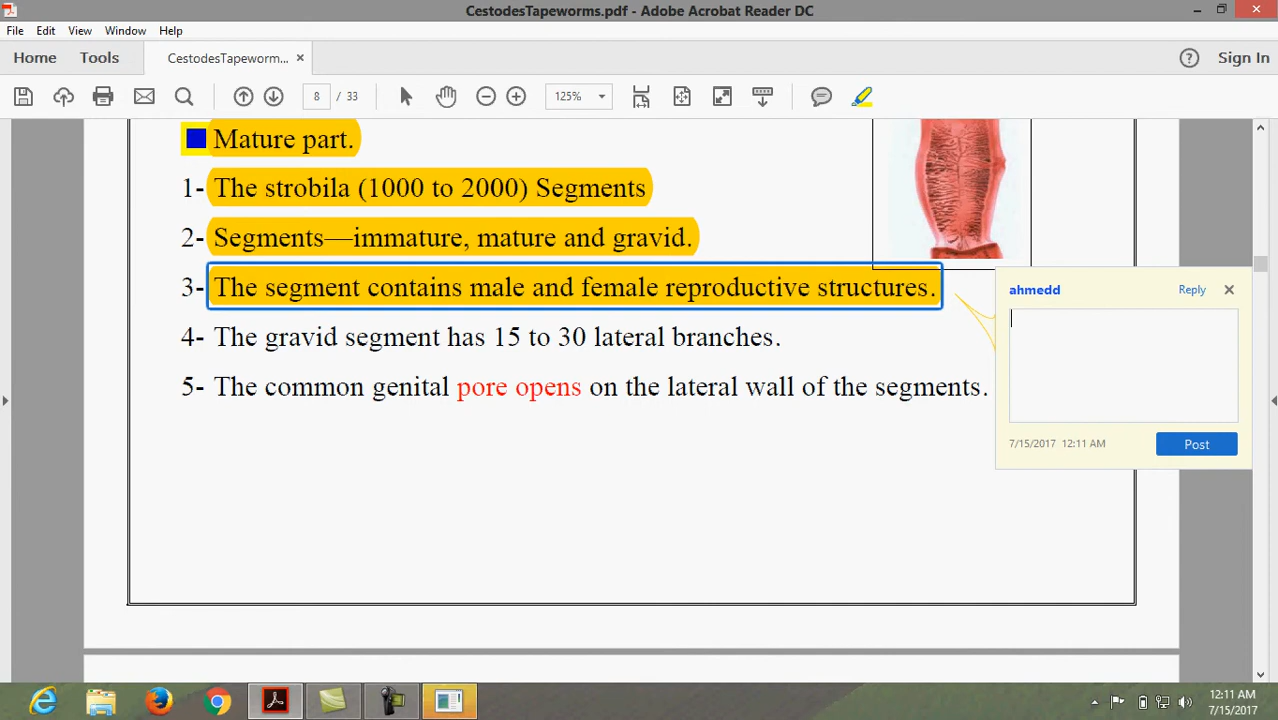 CestodesTapeworms.pdf - Adobe Acrobat Reader DC
File Edit View Window Help
Home Tools CestodesTapeworm... × Sign In
8 / 33 125%
Mature part.
1- The strobila (1000 to 2000) Segments
2- Segments—immature, mature and gravid.
3- The segment contains male and female reproductive structures.
4- The gravid segment has 15 to 30 lateral branches.
5- The common genital pore opens on the lateral wall of the segments.
ahmedd Reply
7/15/2017 12:11 AM Post
12:11 AM
7/15/2017